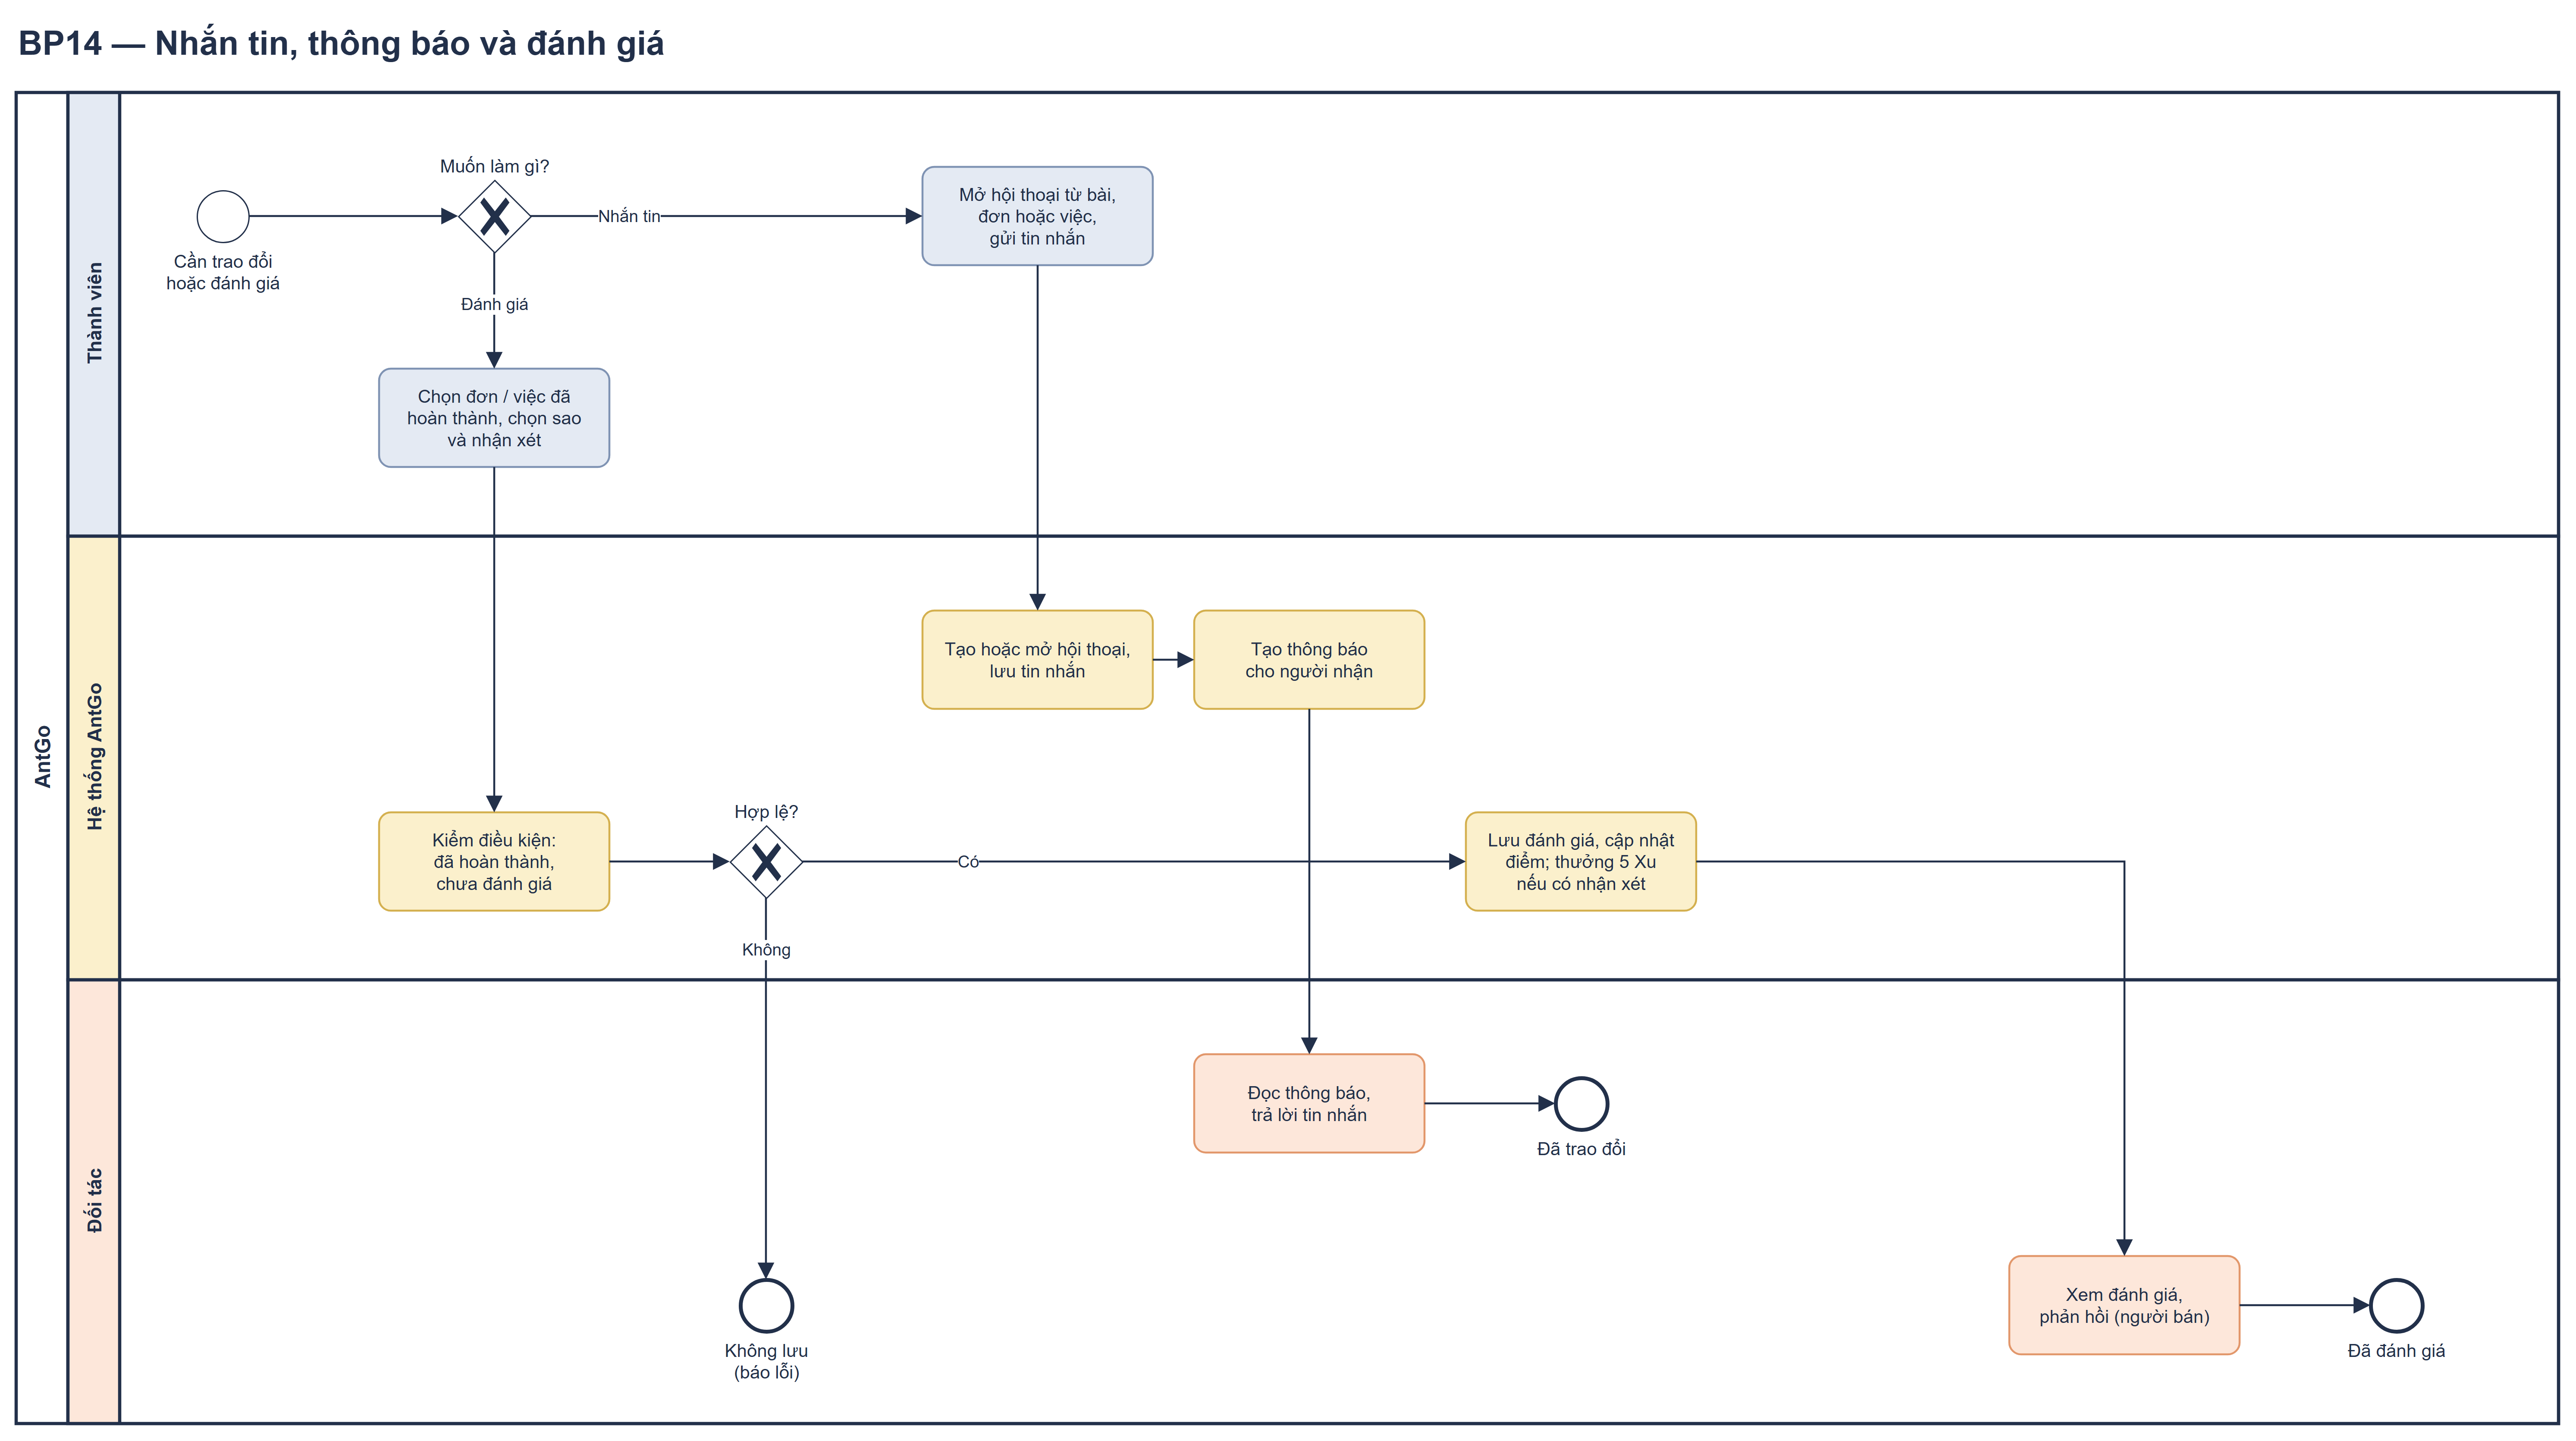 BP14 — Nhắn tin, thông báo và đánh giá
AntGo
Thành viên
Cần trao đổi
hoặc đánh giá
Muốn làm gì?
Nhắn tin
Đánh giá
Mở hội thoại từ bài,
đơn hoặc việc,
gửi tin nhắn
Chọn đơn / việc đã
hoàn thành, chọn sao
và nhận xét
Hệ thống AntGo
Tạo hoặc mở hội thoại,
lưu tin nhắn
Tạo thông báo
cho người nhận
Kiểm điều kiện:
đã hoàn thành,
chưa đánh giá
Hợp lệ?
Có
Không
Lưu đánh giá, cập nhật
điểm; thưởng 5 Xu
nếu có nhận xét
Đối tác
Đọc thông báo,
trả lời tin nhắn
Đã trao đổi
Không lưu
(báo lỗi)
Xem đánh giá,
phản hồi (người bán)
Đã đánh giá